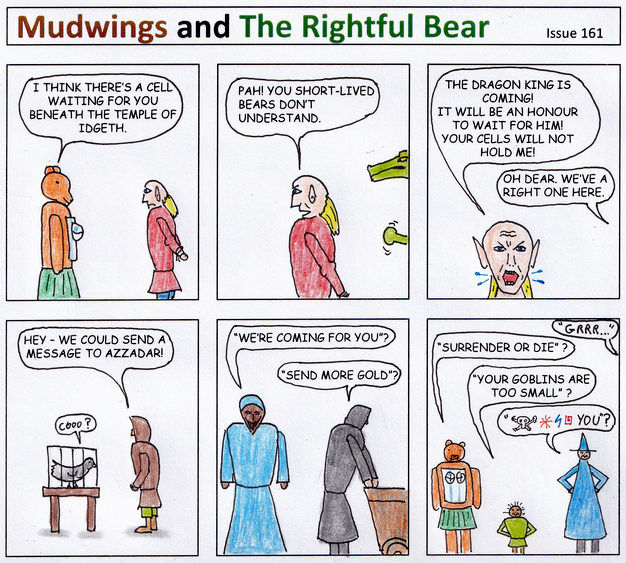 Mudwings and The Rightful Bear
Issue 161
I THINK THERE'S A CELL
WAITING FOR YOU
BENEATH THE TEMPLE OF
IDGETH.
PAH! YOU SHORT-LIVED
BEARS DON'T
UNDERSTAND.
THE DRAGON KING IS
COMING!
IT WILL BE AN HONOUR
TO WAIT FOR HIM!
YOUR CELLS WILL NOT
HOLD ME!
OH DEAR. WE'VE A
RIGHT ONE HERE.
HEY - WE COULD SEND A
MESSAGE TO AZZADAR!
COOO?
"WE'RE COMING FOR YOU"?
"SEND MORE GOLD"?
"GRRR..."
"SURRENDER OR DIE" ?
"YOUR GOBLINS ARE
TOO SMALL" ?
" YOU"?